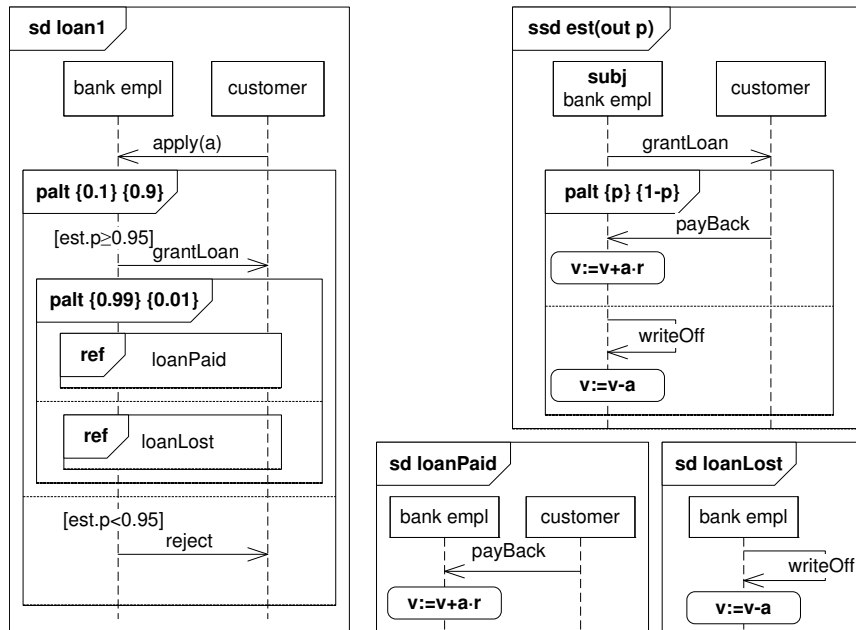 sd loan1
bank empl
customer
apply(a)
palt {0.1} {0.9}
[est.p≥0.95]
grantLoan
palt {0.99} {0.01}
ref
loanPaid
ref
loanLost
[est.p<0.95]
reject
ssd est(out p)
subj
bank empl
customer
grantLoan
palt {p} {1-p}
payBack
v:=v+a·r
writeOff
v:=v-a
sd loanPaid
bank empl
customer
payBack
v:=v+a·r
sd loanLost
bank empl
writeOff
v:=v-a